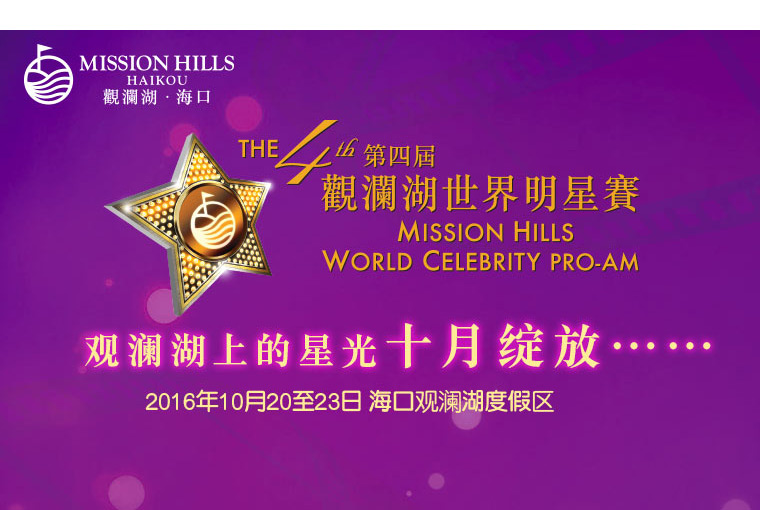 MISSION HILLS
HAIKOU
觀瀾湖·海口
THE 4th 第四屆
觀瀾湖世界明星賽
MISSION HILLS
WORLD CELEBRITY PRO-AM
观澜湖上的星光十月绽放……
2016年10月20至23日 海口观澜湖度假区